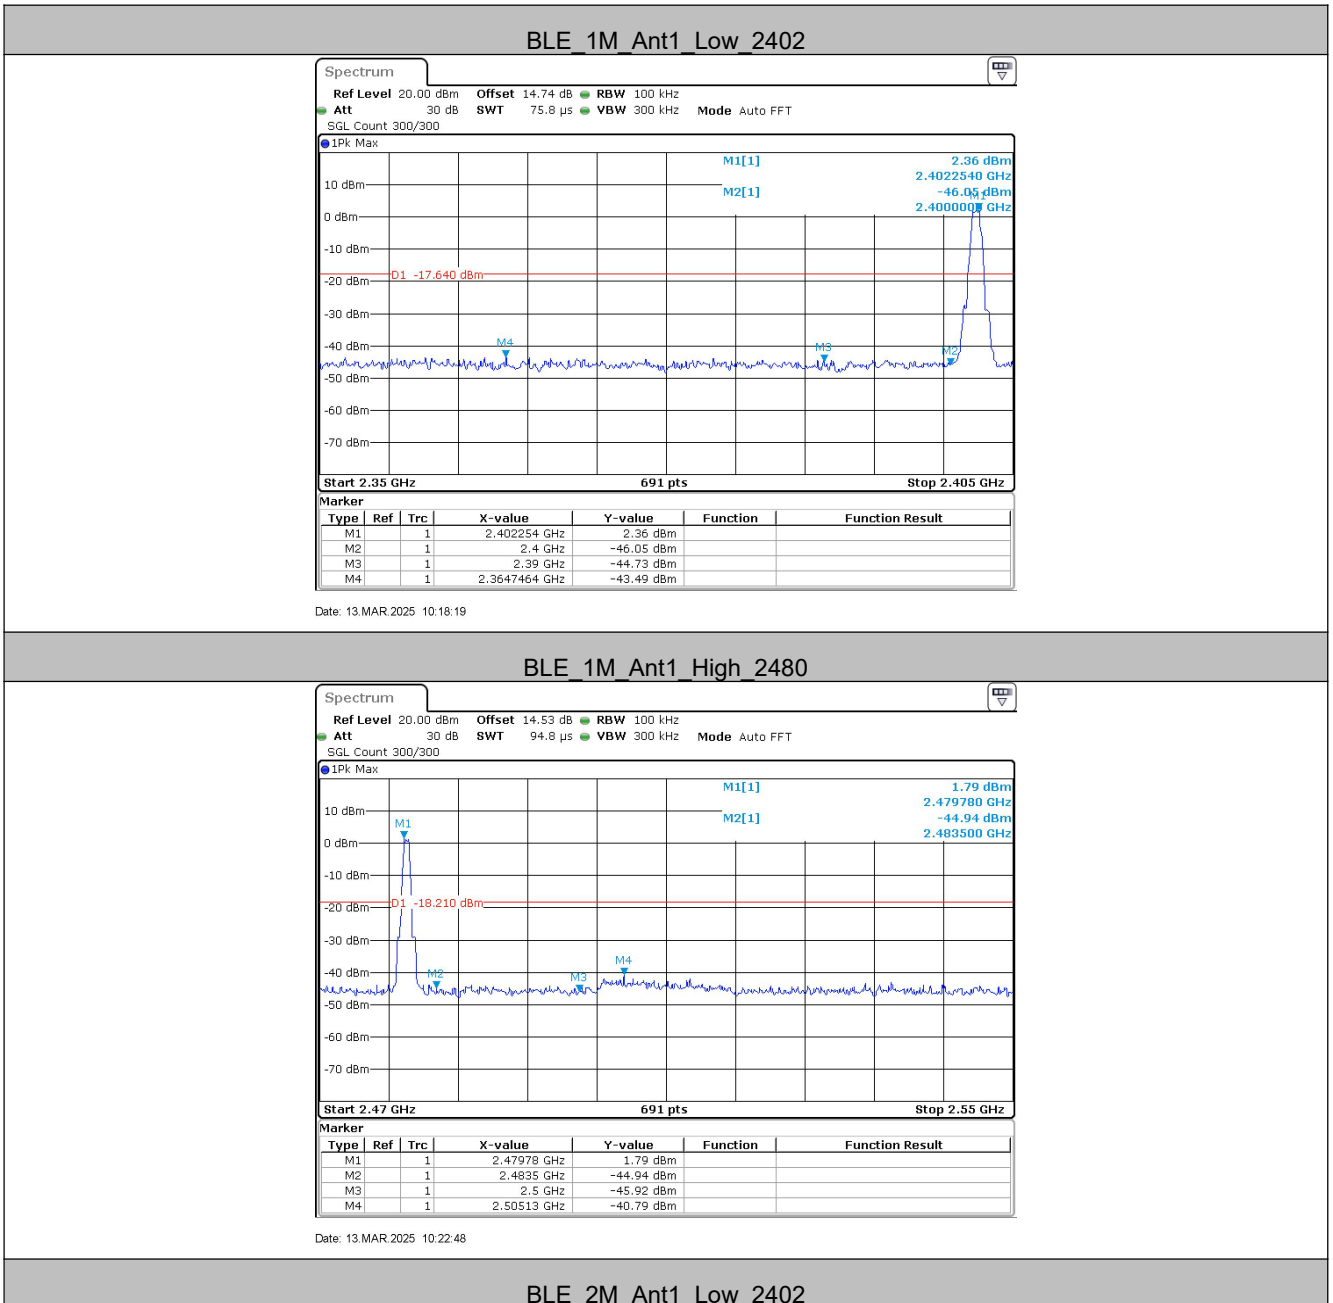 BLE_1M_Ant1_Low_2402
Spectrum
Ref Level 20.00 dBm Offset 14.74 dB RBW 100 kHz
Att 30 dB SWT 75.8 µs VBW 300 kHz Mode Auto FFT
SGL Count 300/300
1Pk Max
M1[1] 2.36 dBm
2.4022540 GHz
10 dBm
M2[1] -46.05 dBm
M1
2.4000000 GHz
0 dBm
-10 dBm
D1 -17.640 dBm
-20 dBm
-30 dBm
-40 dBm
M4 M3 M2
-50 dBm
-60 dBm
-70 dBm
Start 2.35 GHz 691 pts Stop 2.405 GHz
Marker
Type Ref Trc X-value Y-value Function Function Result
M1 1 2.402254 GHz 2.36 dBm
M2 1 2.4 GHz -46.05 dBm
M3 1 2.39 GHz -44.73 dBm
M4 1 2.3647464 GHz -43.49 dBm
Date: 13.MAR.2025 10:18:19
BLE_1M_Ant1_High_2480
Spectrum
Ref Level 20.00 dBm Offset 14.53 dB RBW 100 kHz
Att 30 dB SWT 94.8 µs VBW 300 kHz Mode Auto FFT
SGL Count 300/300
1Pk Max
M1[1] 1.79 dBm
2.479780 GHz
10 dBm
M2[1] -44.94 dBm
M1
2.483500 GHz
0 dBm
-10 dBm
D1 -18.210 dBm
-20 dBm
-30 dBm
M4
-40 dBm
M2 M3
-50 dBm
-60 dBm
-70 dBm
Start 2.47 GHz 691 pts Stop 2.55 GHz
Marker
Type Ref Trc X-value Y-value Function Function Result
M1 1 2.47978 GHz 1.79 dBm
M2 1 2.4835 GHz -44.94 dBm
M3 1 2.5 GHz -45.92 dBm
M4 1 2.50513 GHz -40.79 dBm
Date: 13.MAR.2025 10:22:48
BLE_2M_Ant1_Low_2402